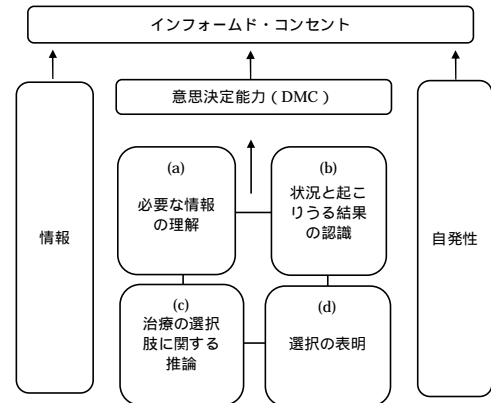 インフォームド・コンセント
意思決定能力（DMC）
情報
(a)
必要な情報
の理解
(b)
状況と起こ
りうる結果
の認識
(c)
治療の選択
肢に関する
推論
(d)
選択の表明
自発性